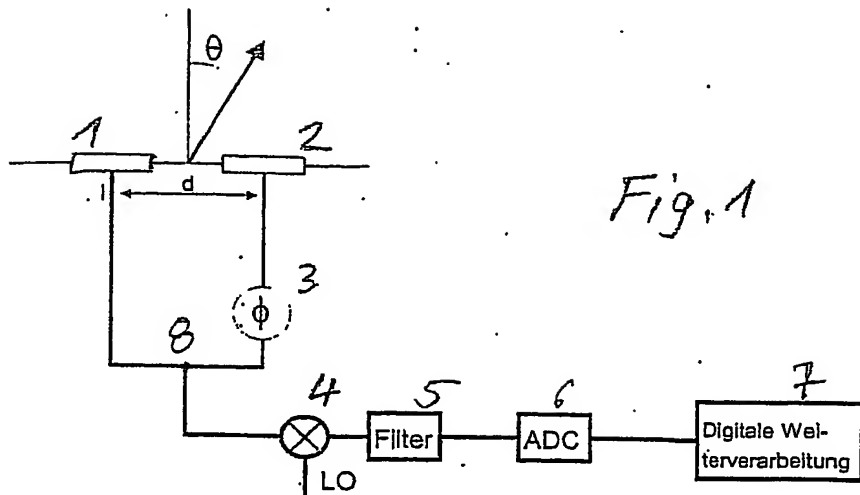 θ
1
2
d
Fig. 1
3
ϕ
8
4
5
6
7
Filter
ADC
Digitale Wei-
terverarbeitung
LO